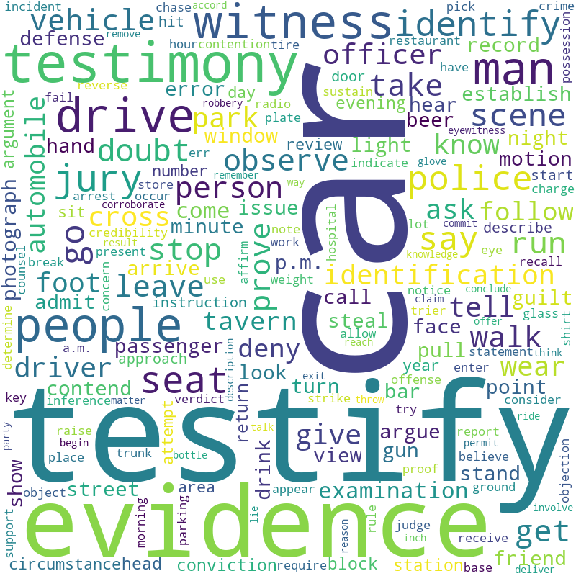 incident
chase
accord
pick
crime
remove
vehicle
hit
witness
identify
possession
defense
hour
contention
tire
restaurant
have
reverse
officer
record
testimony
man
door
take
error
day
radio
plate
sustain
hear
establish
fail
robbery
evening
beer
eyewitness
scene
argument
drive
park
window
light
glove
night
automobile
hand
err
review
indicate
know
motion
doubt
observe
number
start
store
remember
way
charge
photograph
arrest
occur
corroborate
person
police
jury
sit
credibility
issue
ask
follow
describe
go
cross
come
counsel
result
note
lot
eye
commit
recall
break
present
minute
work
hospital
say
run
stop
prove
p.m.
knowledge
car
foot
leave
arrive
affirm
weight
identification
concern
use
call
notice
claim
conclude
guilt
admit
instruction
steal
tell
trier
offer
glass
shirt
determine
people
tavern
allow
face
walk
a.m.
passenger
deny
reach
year
pull
statement
think
contend
approach
description
look
exit
enter
wear
driver
seat
turn
bar
offense
point
consider
key
inference
matter
verdict
strike
throw
ride
party
raise
begin
trunk
attempt
return
give
argue
try
report
permit
place
bottle
talk
view
gun
proof
believe
stand
objection
show
object
testify
drink
appear
ground
involve
support
street
morning
parking
area
lie
examination
evidence
require
reason
rule
judge
inch
receive
get
circumstance
head
conviction
block
station
base
friend
deliver